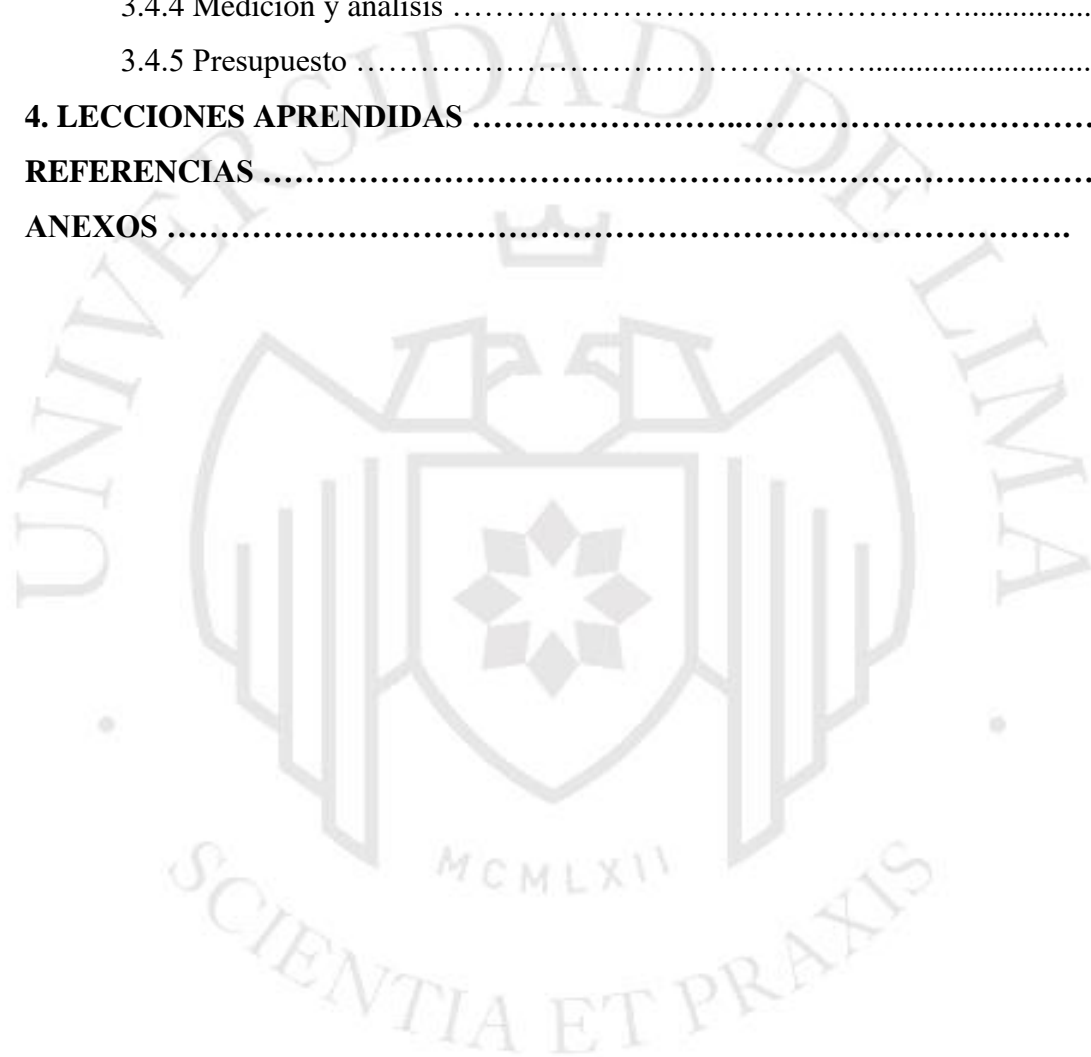 3.4.4 Medición y análisis ……………………………………………………...............
3.4.5 Presupuesto …………………………………………………...............................
4. LECCIONES APRENDIDAS ……………………...……………………………
REFERENCIAS ……………………………………………………………………
ANEXOS ………………………………………………………………………….
UNIVERSIDAD DE LIMA
MCMLXII
SCIENTIA ET PRAXIS